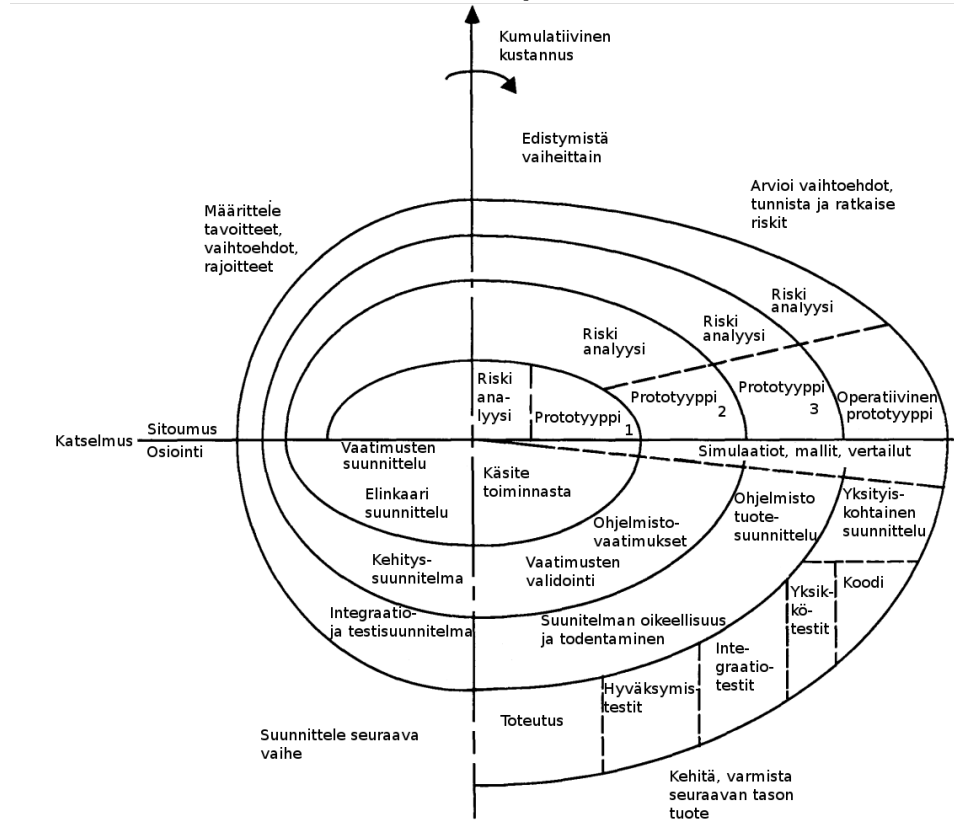 Kumulatiivinen
kustannus
Edistymistä
vaiheittain
Määrittele
tavoitteet,
vaihtoehdot,
rajoitteet
Arvioi vaihtoehdot,
tunnista ja ratkaise
riskit
Riski
analyysi
Riski
analyysi
Riski
analyysi
Riski
ana-
lyysi
Prototyyppi
1
Prototyyppi
2
Prototyyppi
3
Operatiivinen
prototyyppi
Katselmus
Sitoumus
Osiointi
Simulaatiot, mallit, vertailut
Vaatimusten
suunnittelu
Elinkaari
suunnittelu
Käsite
toiminnasta
Kehitys-
suunnitelma
Ohjelmisto-
vaatimukset
Vaatimusten
validointi
Ohjelmisto
tuote-
sunnittelu
Yksityis-
kohtainen
suunnittelu
Integraatio-
ja testisuunnitelma
Suunitelman oikeellisuus
ja todentaminen
Yksik-
kö-
testit
Koodi
Inte-
graatio-
testit
Hyväksymis-
testit
Toteutus
Suunnittele seuraava
vaihe
Kehitä, varmista
seuraavan tason
tuote